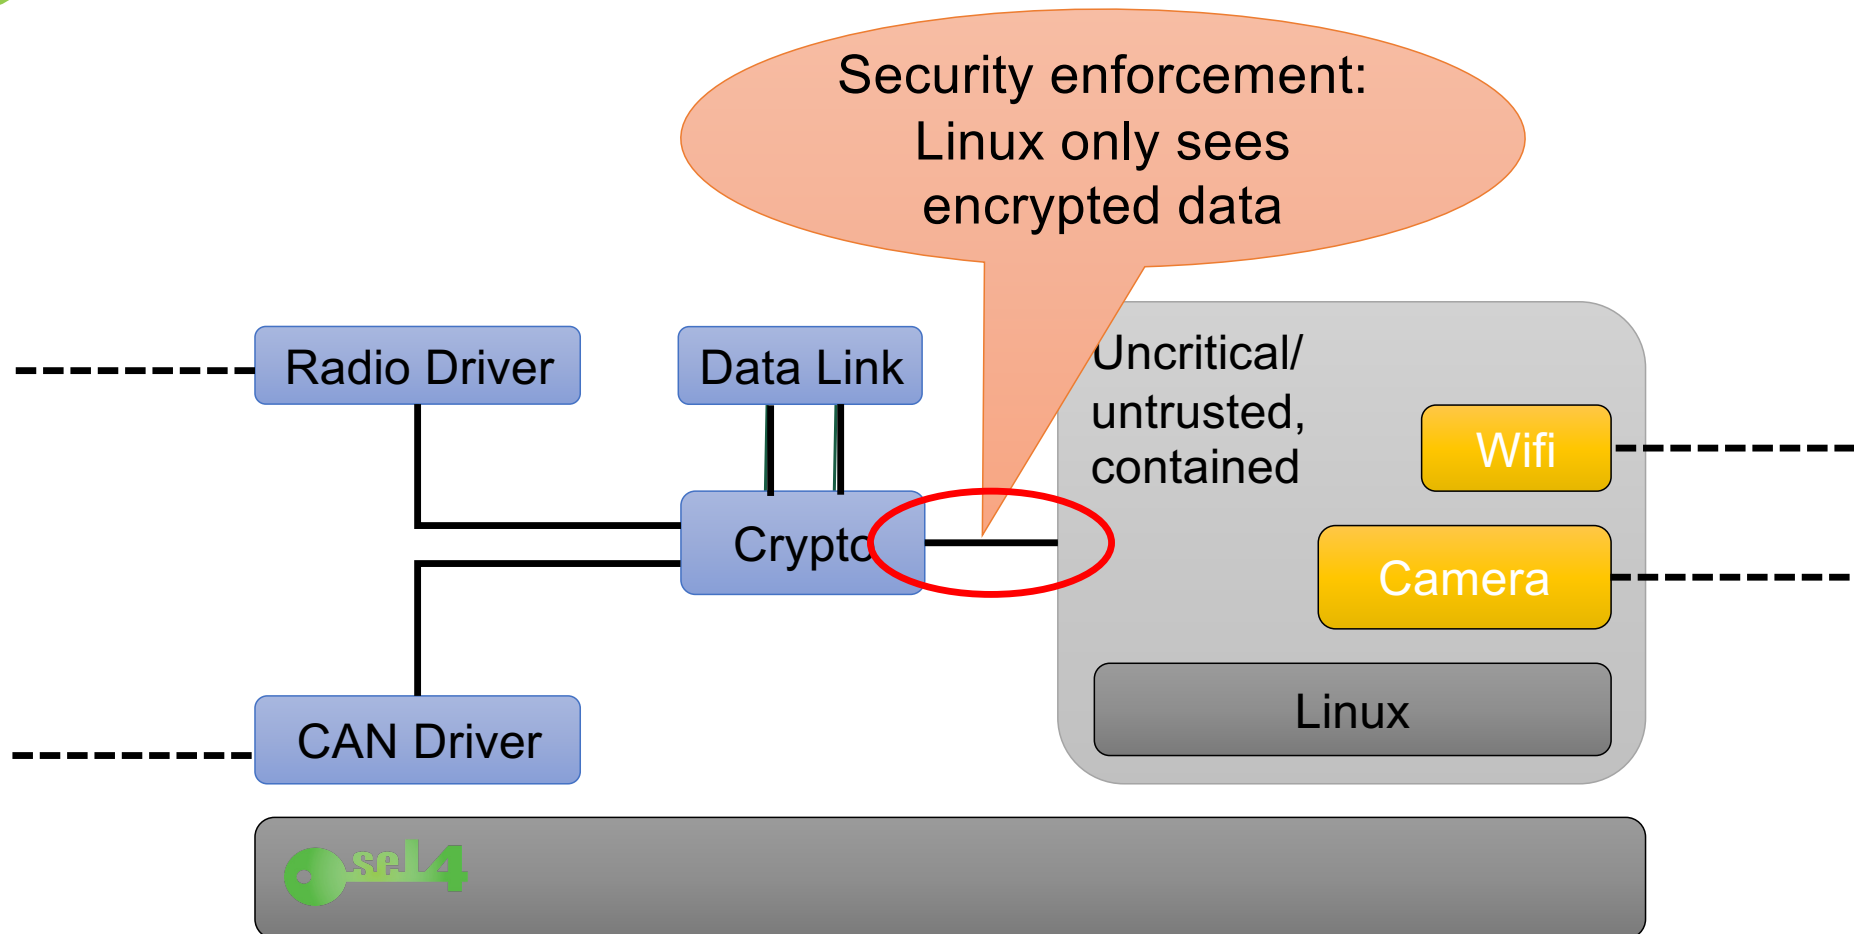 Security enforcement:
Linux only sees
encrypted data
Radio Driver
Data Link
Uncritical/
untrusted,
contained
Wifi
Crypto
Camera
Linux
CAN Driver
seL4